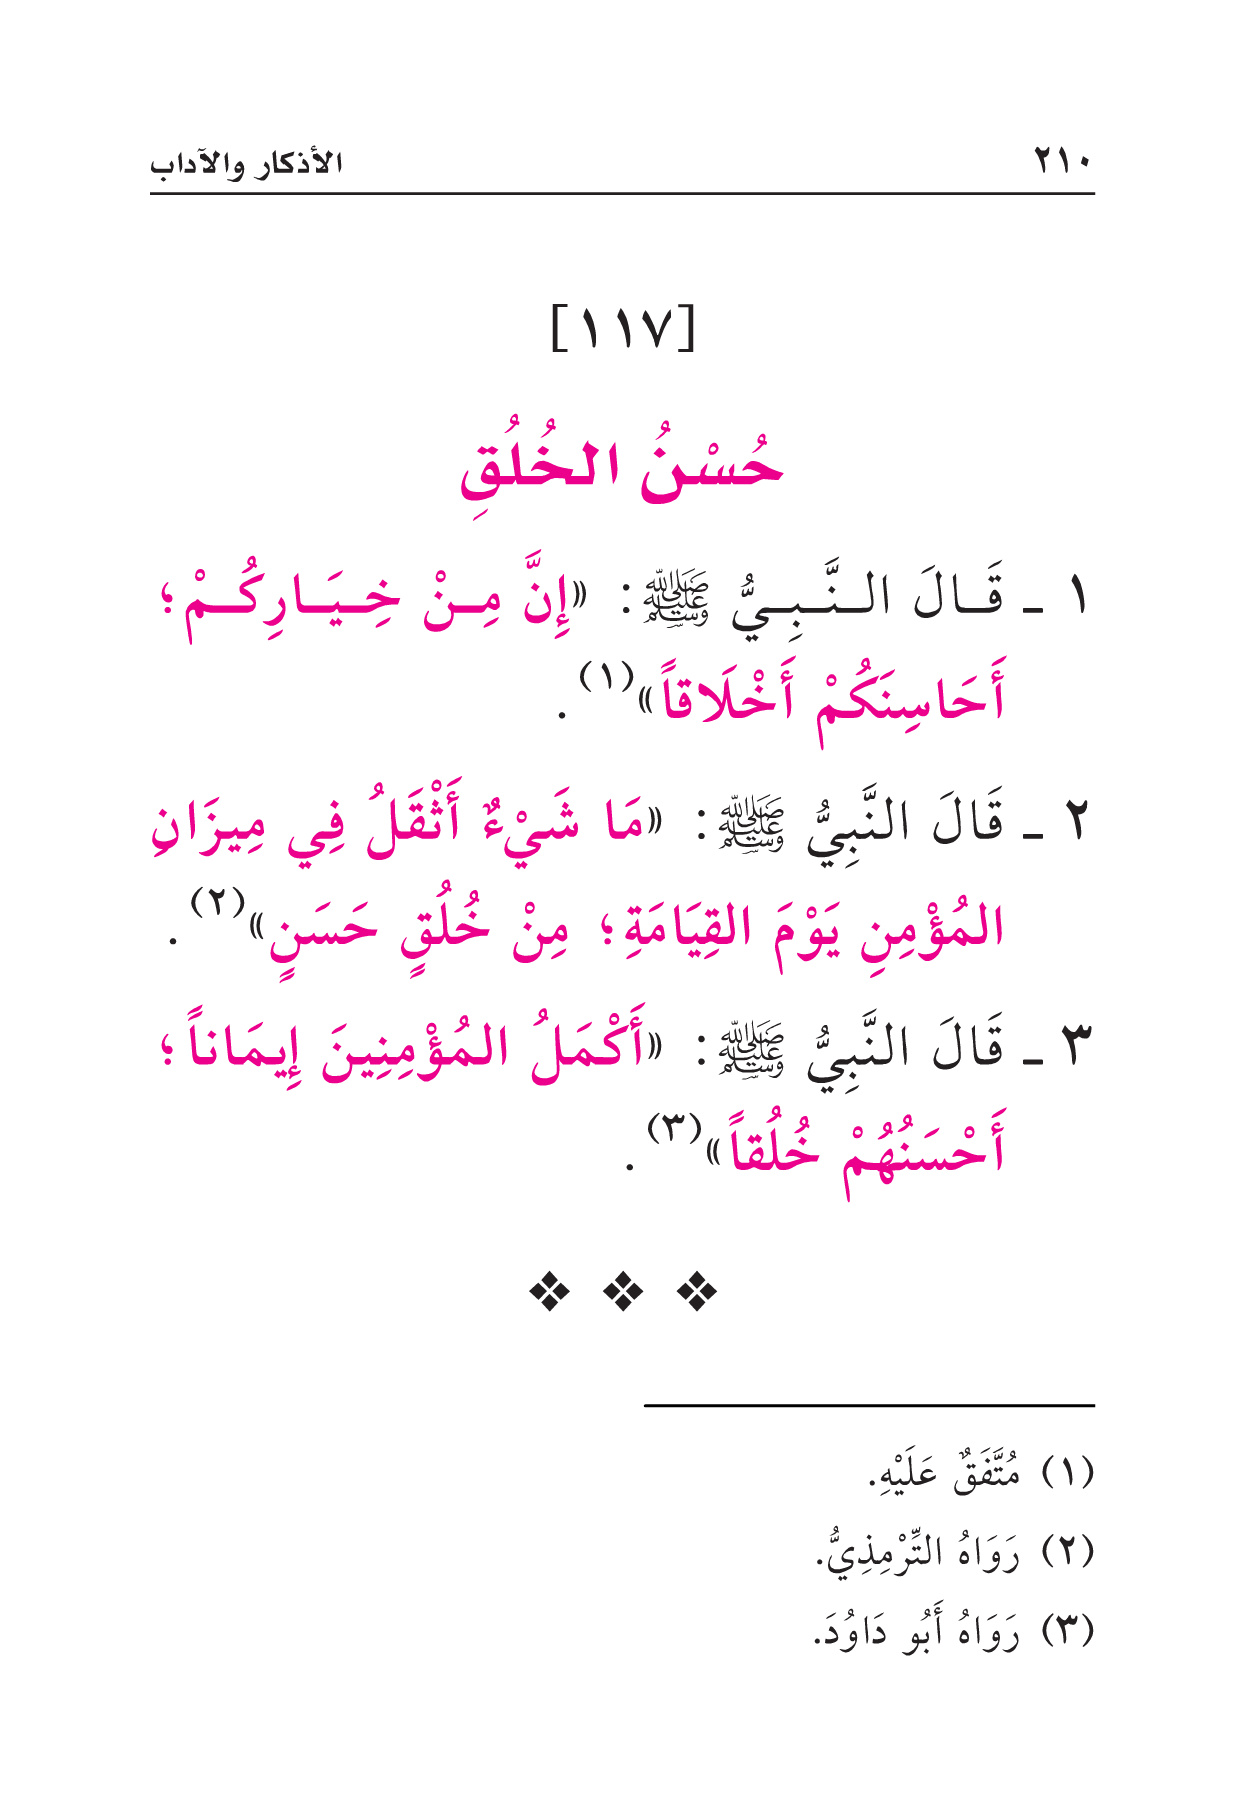 ٢١٠ الأذكار والآداب
[١١٧]
حُسْنُ الخُلُقِ
١ ـ قَالَ النَّبِيُّ ﷺ: «إِنَّ مِنْ خِيَارِكُمْ؛
أَحَاسِنَكُمْ أَخْلَاقاً»(١).
٢ ـ قَالَ النَّبِيُّ ﷺ: «مَا شَيْءٌ أَثْقَلُ فِي مِيزَانِ
المُؤْمِنِ يَوْمَ القِيَامَةِ؛ مِنْ خُلُقٍ حَسَنٍ»(٢).
٣ ـ قَالَ النَّبِيُّ ﷺ: «أَكْمَلُ المُؤْمِنِينَ إِيمَاناً؛
أَحْسَنُهُمْ خُلُقاً»(٣).
(١) مُتَّفَقٌ عَلَيْهِ.
(٢) رَوَاهُ التِّرْمِذِيُّ.
(٣) رَوَاهُ أَبُو دَاوُدَ.